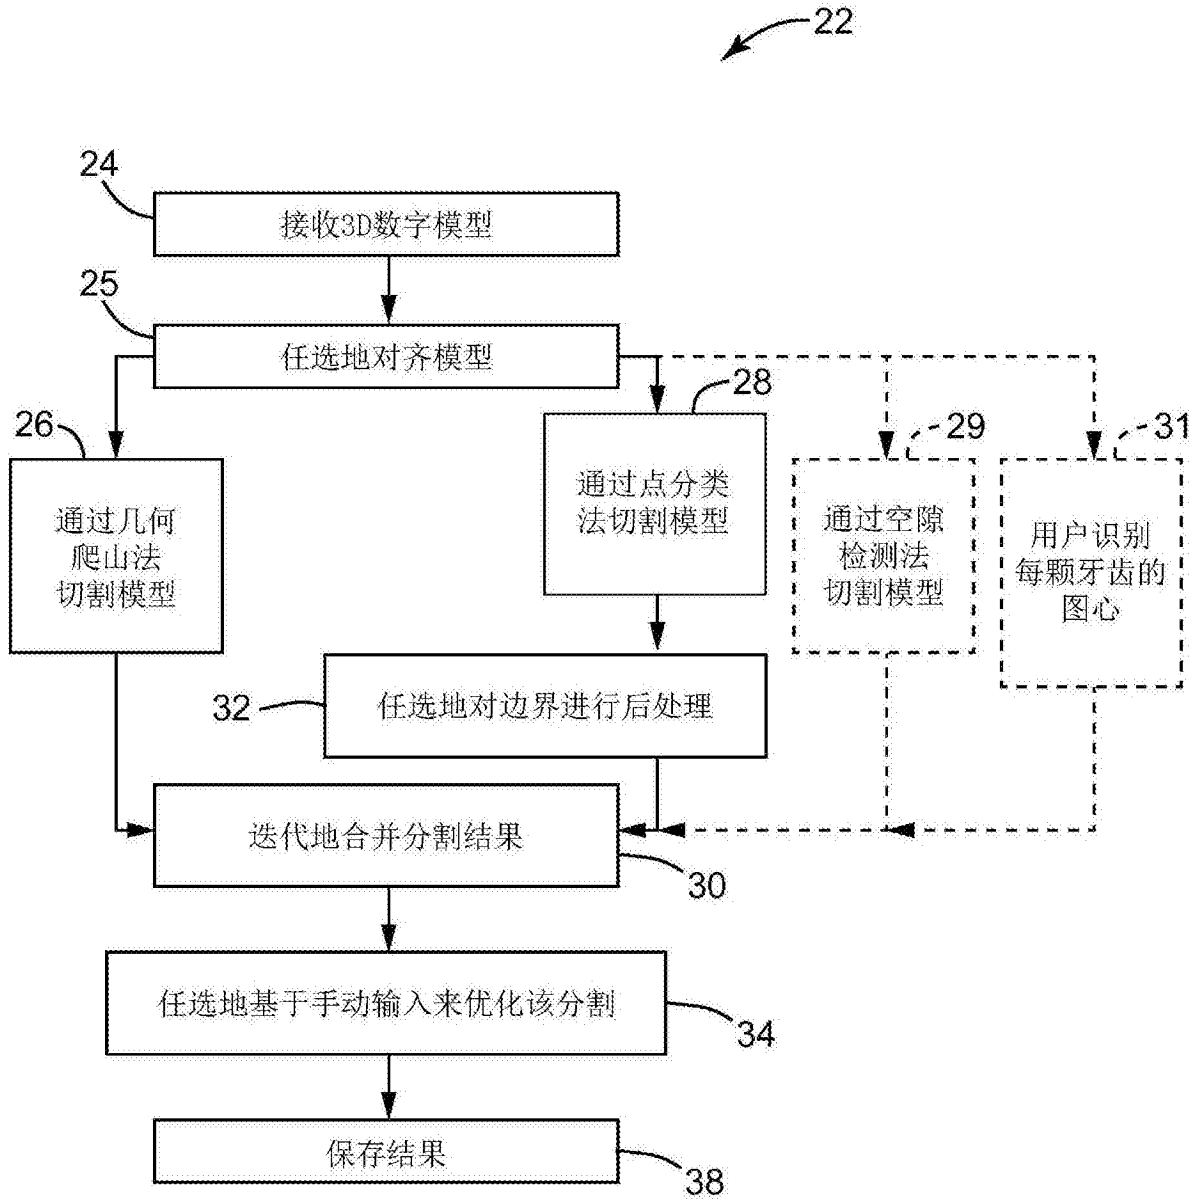 22
24
接收3D数字模型
25
任选地对齐模型
26
通过几何
爬山法
切割模型
28
通过点分类
法切割模型
29
通过空隙
检测法
切割模型
31
用户识别
每颗牙齿的
图心
32
任选地对边界进行后处理
迭代地合并分割结果
30
任选地基于手动输入来优化该分割
34
保存结果
38